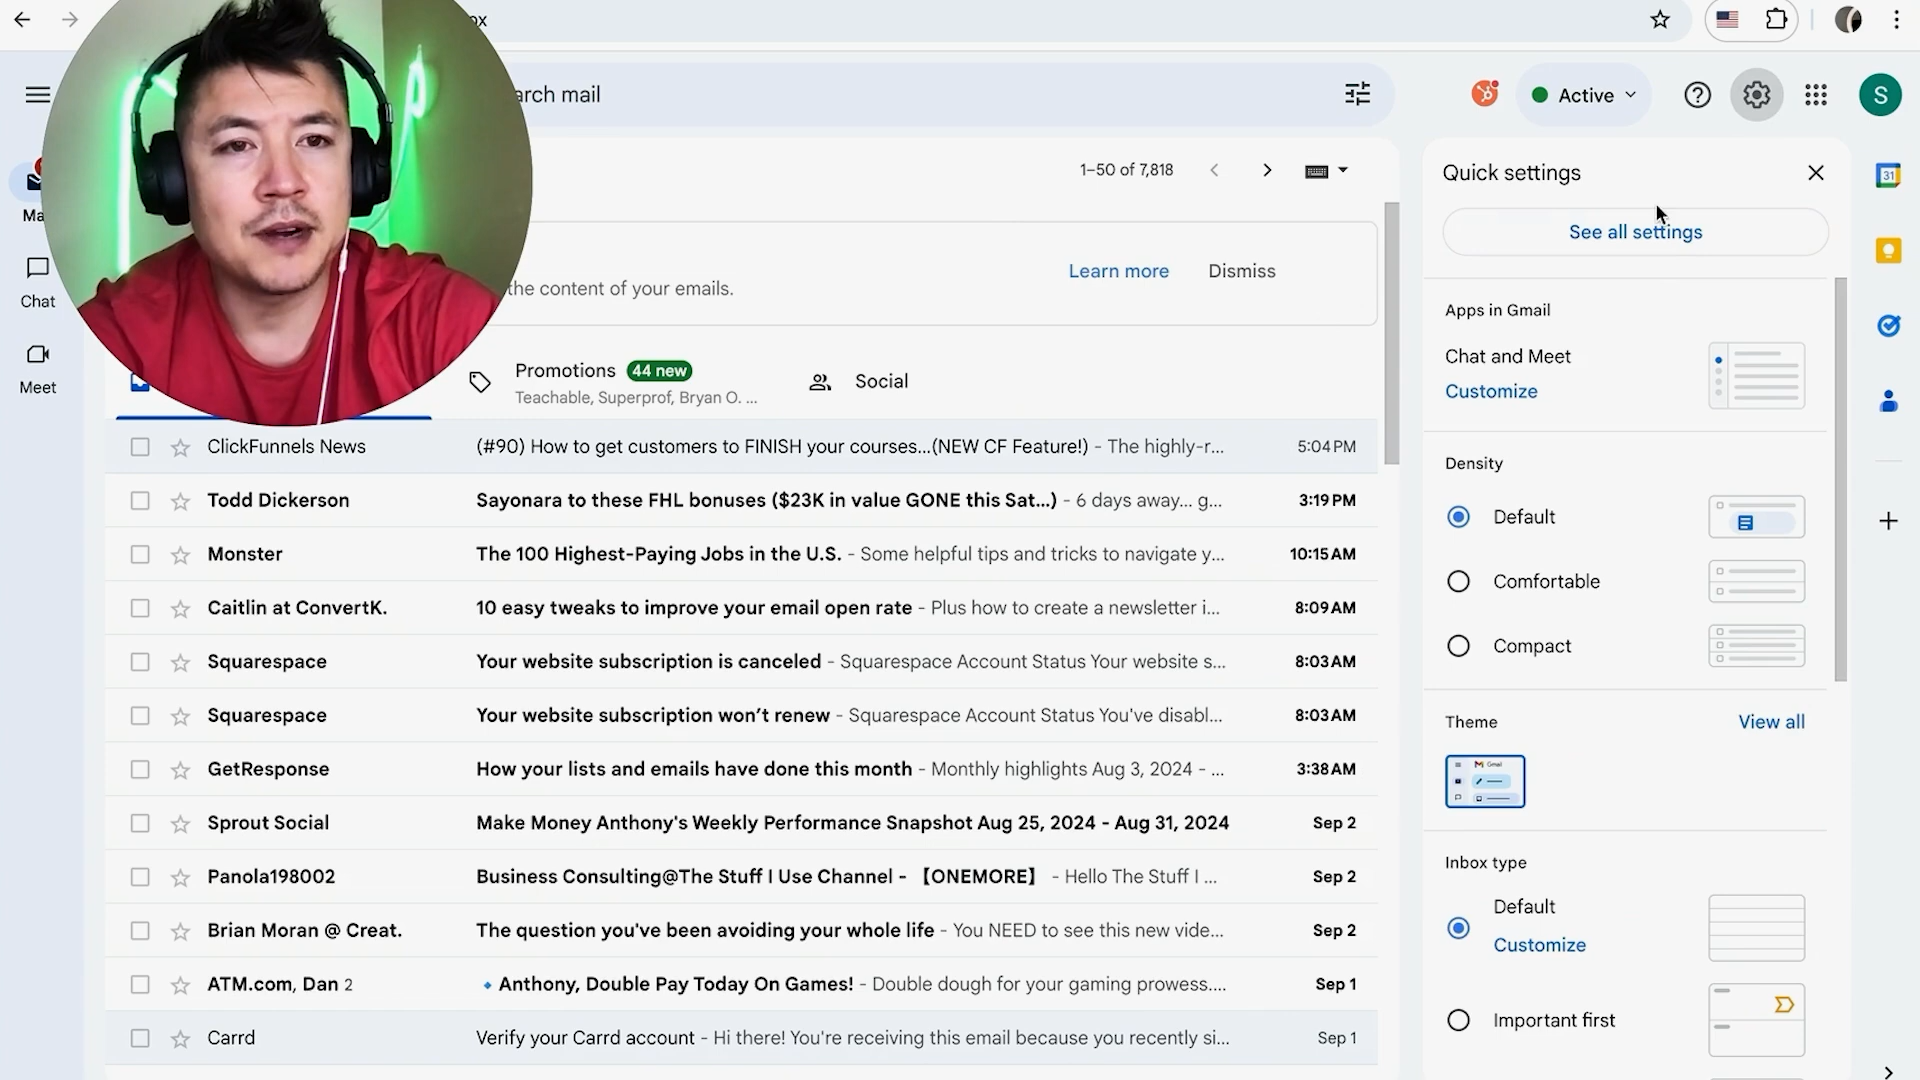 ox
arch mail
Active
S
31
Ma
Chat
Meet
1–50 of 7,818
the content of your emails.
Learn more
Dismiss
Promotions 44 new
Teachable, Superprof, Bryan O. ...
Social
ClickFunnels News (#90) How to get customers to FINISH your courses...(NEW CF Feature!) - The highly-r... 5:04 PM
Todd Dickerson Sayonara to these FHL bonuses ($23K in value GONE this Sat...) - 6 days away... g... 3:19 PM
Monster The 100 Highest-Paying Jobs in the U.S. - Some helpful tips and tricks to navigate y... 10:15 AM
Caitlin at ConvertK. 10 easy tweaks to improve your email open rate - Plus how to create a newsletter i... 8:09 AM
Squarespace Your website subscription is canceled - Squarespace Account Status Your website s... 8:03 AM
Squarespace Your website subscription won't renew - Squarespace Account Status You've disabl... 8:03 AM
GetResponse How your lists and emails have done this month - Monthly highlights Aug 3, 2024 - ... 3:38 AM
Sprout Social Make Money Anthony's Weekly Performance Snapshot Aug 25, 2024 - Aug 31, 2024 Sep 2
Panola198002 Business Consulting@The Stuff I Use Channel - 【ONEMORE】 - Hello The Stuff I ... Sep 2
Brian Moran @ Creat. The question you've been avoiding your whole life - You NEED to see this new vide... Sep 2
ATM.com, Dan 2 🔹Anthony, Double Pay Today On Games! - Double dough for your gaming prowess.... Sep 1
Carrd Verify your Carrd account - Hi there! You're receiving this email because you recently si... Sep 1
Quick settings
See all settings
Apps in Gmail
Chat and Meet
Customize
Density
Default
Comfortable
Compact
Theme
View all
Gmail
Inbox type
Default
Customize
Important first